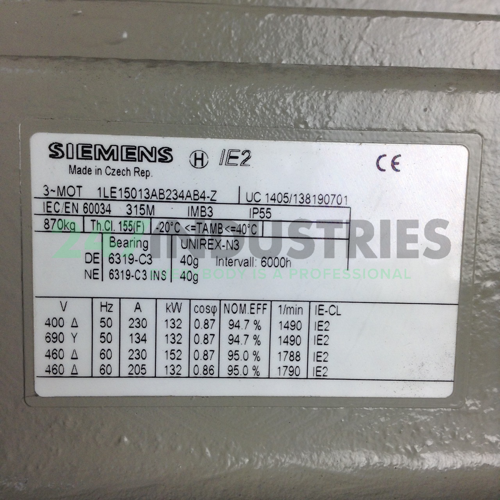 SIEMENS H IE2 CE
Made in Czech Rep.
3~MOT 1LE15013AB234AB4-Z UC 1405/138190701
IEC/EN 60034 315M IMB3 IP55
870kg Th.Cl. 155(F) -20°C <=TAMB<=40°C
Bearing UNIREX-N3
DE 6319-C3 40g Intervall: 6000h
NE 6319-C3 INS 40g
V Hz A kW cosφ NOM.EFF 1/min IE-CL
400 Δ 50 230 132 0.87 94.7 % 1490 IE2
690 Y 50 134 132 0.87 94.7 % 1490 IE2
460 Δ 60 230 152 0.87 95.0 % 1788 IE2
460 Δ 60 205 132 0.86 95.0 % 1790 IE2
INDUSTRIES
NOBODY IS A PROFESSIONAL